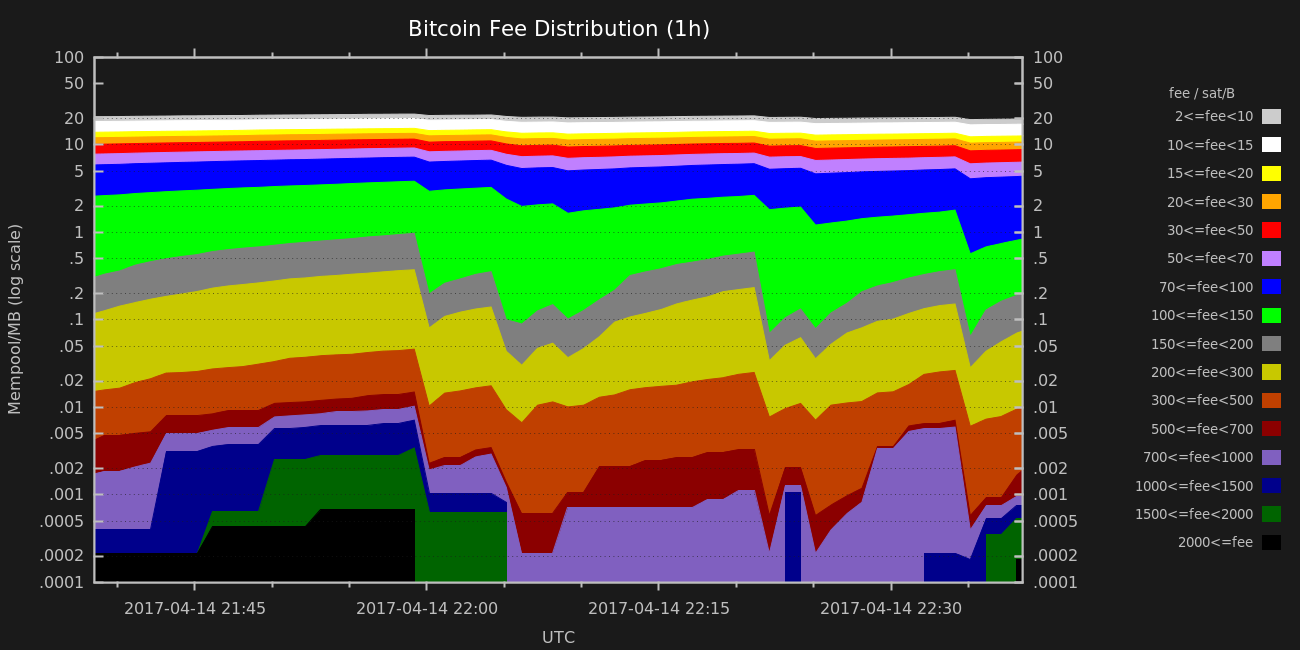 Bitcoin Fee Distribution (1h)
Mempool/MB (log scale)
100
50
20
10
5
2
1
.5
.2
.1
.05
.02
.01
.005
.002
.001
.0005
.0002
.0001
100
50
20
10
5
2
1
.5
.2
.1
.05
.02
.01
.005
.002
.001
.0005
.0002
.0001
2017-04-14 21:45
2017-04-14 22:00
2017-04-14 22:15
2017-04-14 22:30
UTC
fee / sat/B
2<=fee<10
10<=fee<15
15<=fee<20
20<=fee<30
30<=fee<50
50<=fee<70
70<=fee<100
100<=fee<150
150<=fee<200
200<=fee<300
300<=fee<500
500<=fee<700
700<=fee<1000
1000<=fee<1500
1500<=fee<2000
2000<=fee